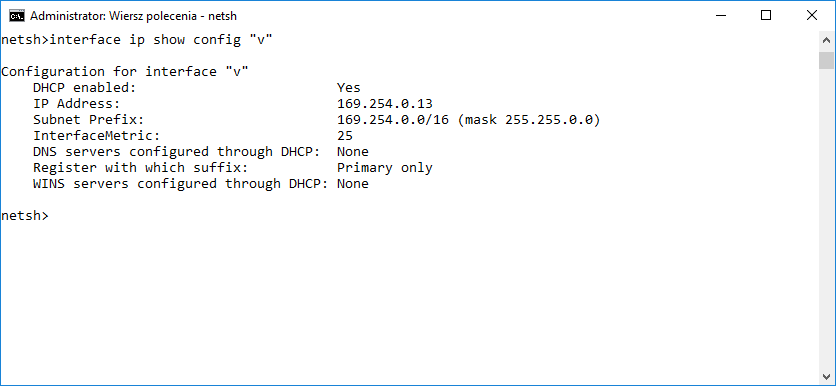 Administrator: Wiersz polecenia - netsh
netsh>interface ip show config "v"
Configuration for interface "v"
DHCP enabled: Yes
IP Address: 169.254.0.13
Subnet Prefix: 169.254.0.0/16 (mask 255.255.0.0)
InterfaceMetric: 25
DNS servers configured through DHCP: None
Register with which suffix: Primary only
WINS servers configured through DHCP: None
netsh>